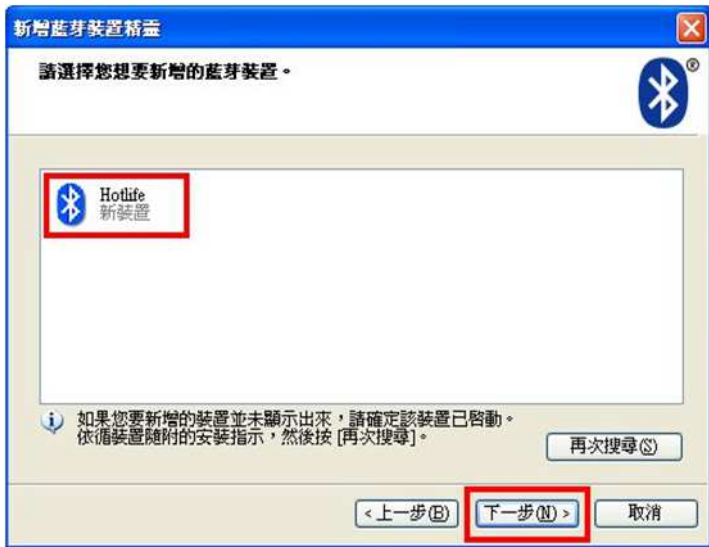 新增藍芽裝置精靈
請選擇您想要新增的藍芽裝置。
®
Hotlife
新裝置
如果您要新增的裝置並未顯示出來，請確定該裝置已啟動。
依循裝置隨附的安裝指示，然後按 [再次搜尋]。
再次搜尋(S)
<上一步(B) 下一步(N)> 取消